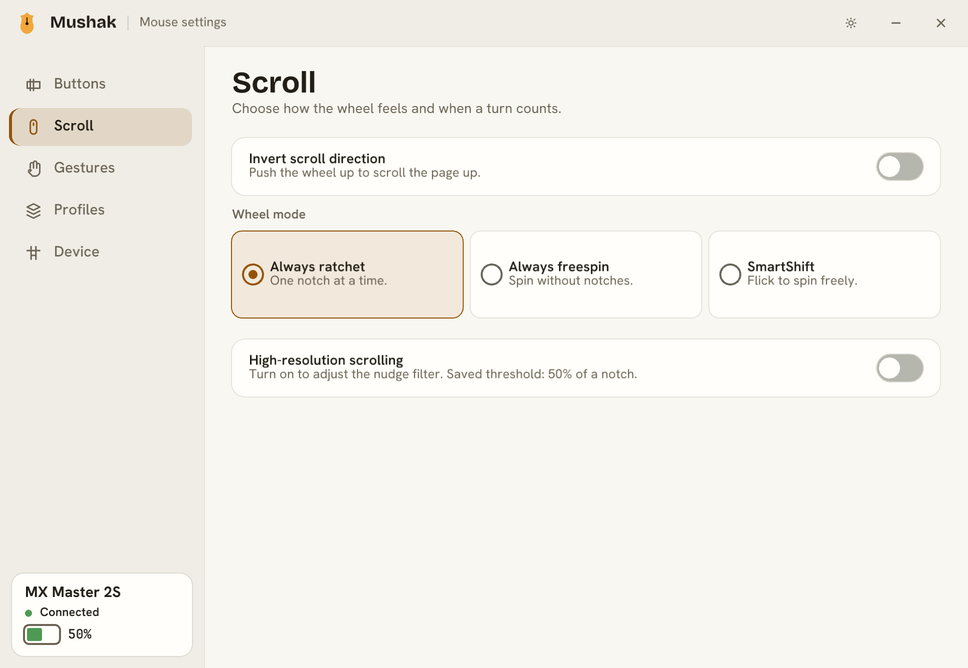 Mushak
Mouse settings
Buttons
Scroll
Gestures
Profiles
Device
MX Master 2S
Connected
50%
Scroll
Choose how the wheel feels and when a turn counts.
Invert scroll direction
Push the wheel up to scroll the page up.
Wheel mode
Always ratchet
One notch at a time.
Always freespin
Spin without notches.
SmartShift
Flick to spin freely.
High-resolution scrolling
Turn on to adjust the nudge filter. Saved threshold: 50% of a notch.